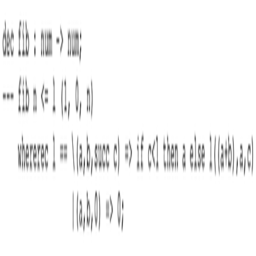 dec fib : num -> num;
--- fib n <= l (1, 0, n)
whererec l == \(a,b,succ c) => if c<1 then a else l((a+b),a,c)
|(a,b,0) => 0;